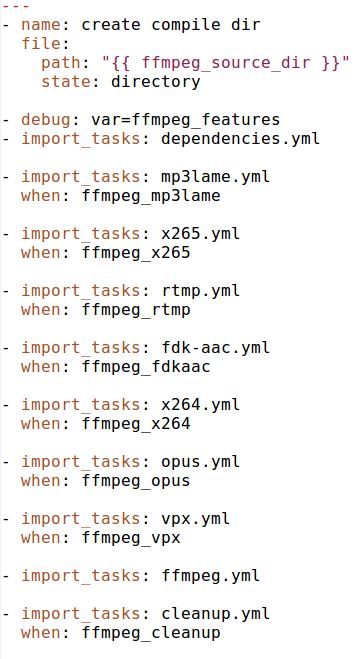 ---
- name: create compile dir
  file:
    path: "{{ ffmpeg_source_dir }}"
    state: directory

- debug: var=ffmpeg_features
- import_tasks: dependencies.yml

- import_tasks: mp3lame.yml
  when: ffmpeg_mp3lame

- import_tasks: x265.yml
  when: ffmpeg_x265

- import_tasks: rtmp.yml
  when: ffmpeg_rtmp

- import_tasks: fdk-aac.yml
  when: ffmpeg_fdkaac

- import_tasks: x264.yml
  when: ffmpeg_x264

- import_tasks: opus.yml
  when: ffmpeg_opus

- import_tasks: vpx.yml
  when: ffmpeg_vpx

- import_tasks: ffmpeg.yml

- import_tasks: cleanup.yml
  when: ffmpeg_cleanup